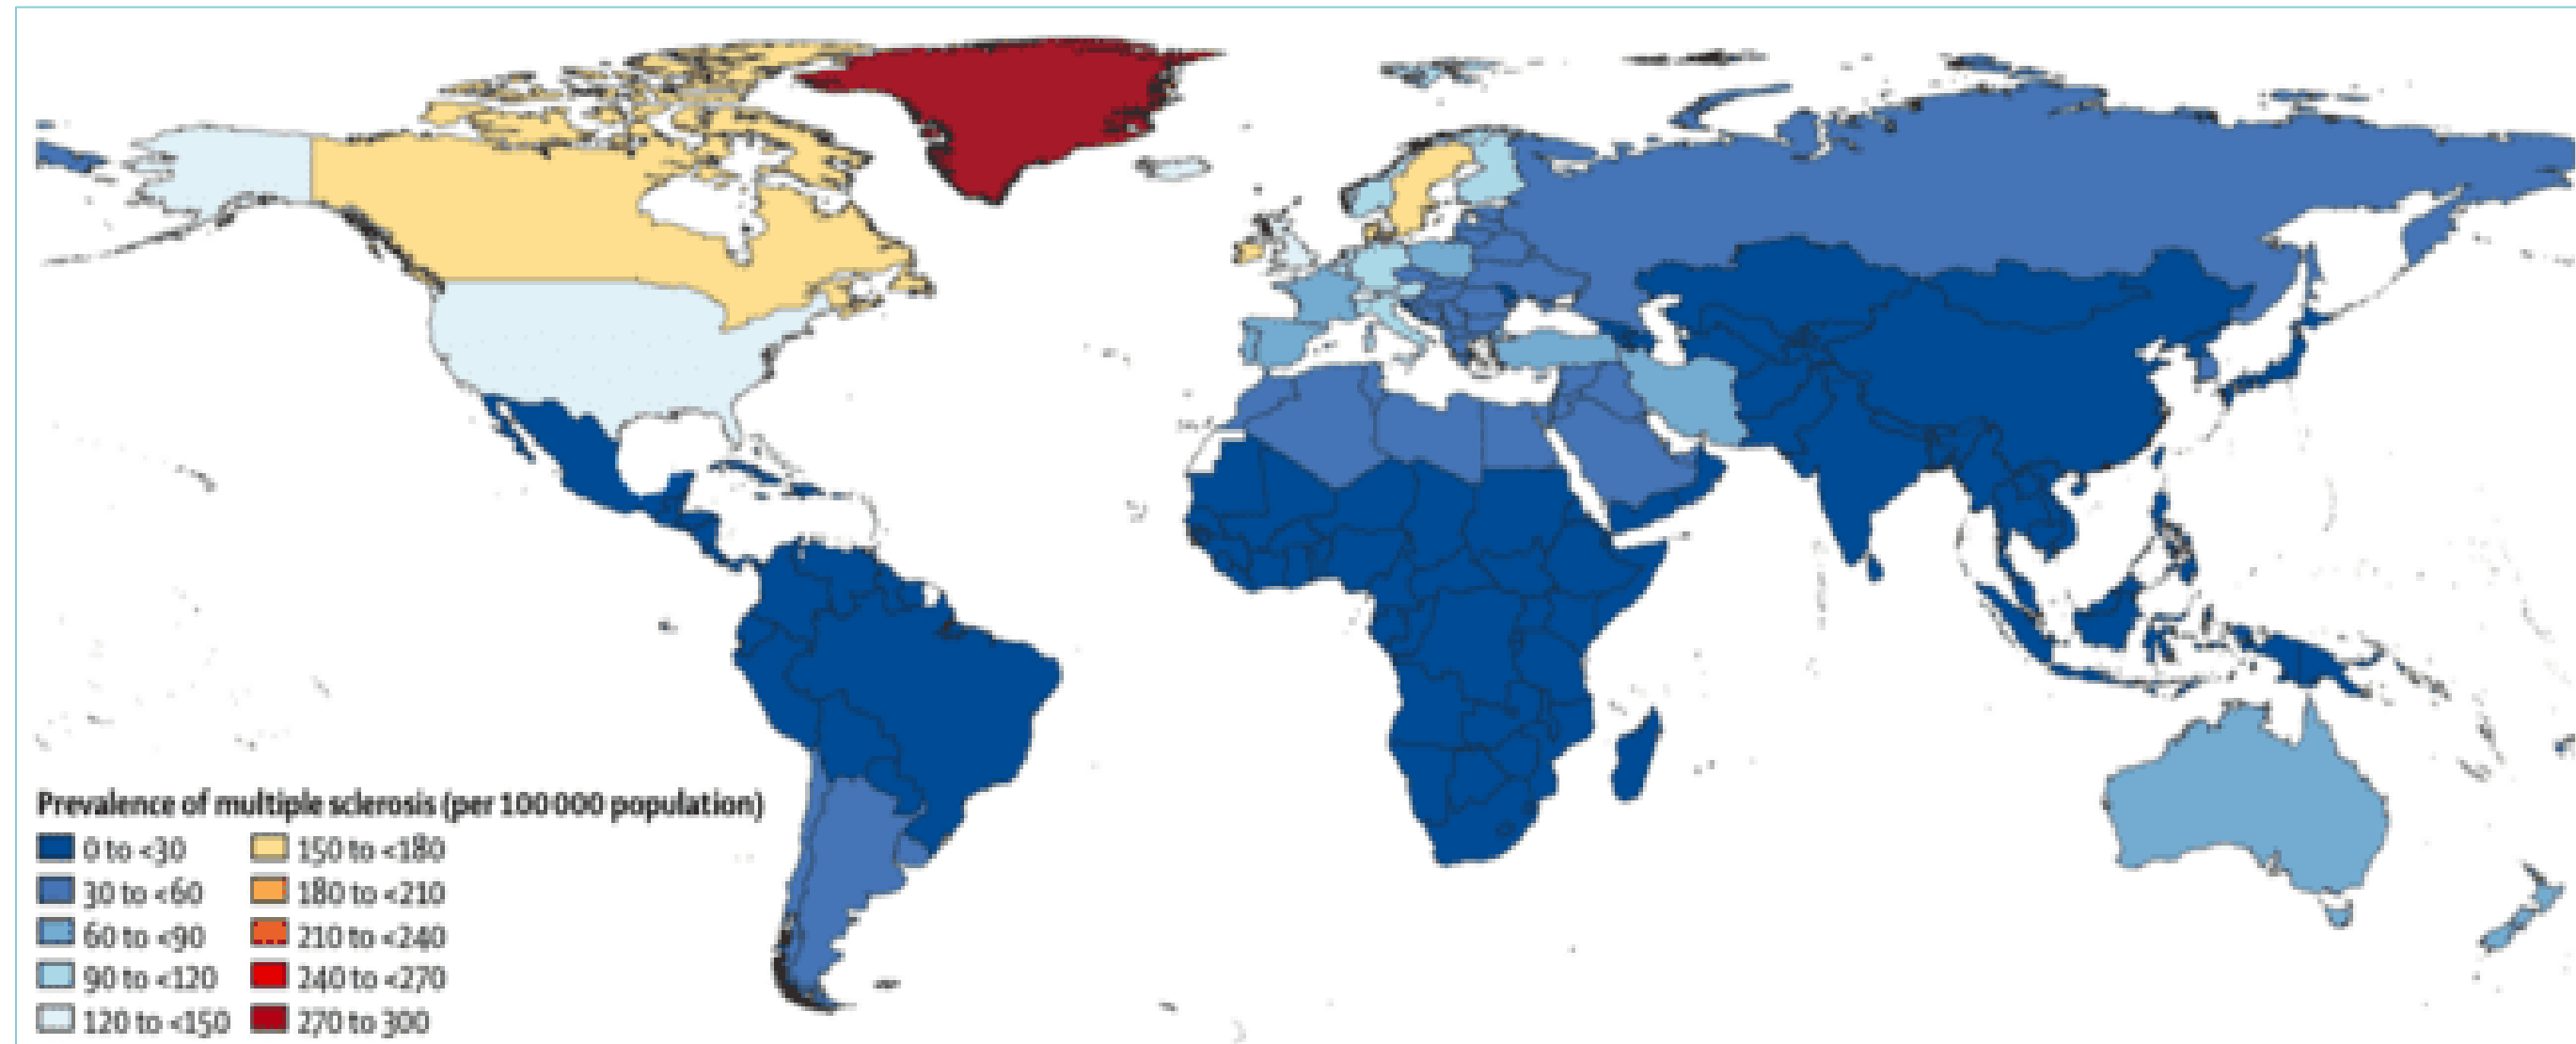 Prevalence of multiple sclerosis (per 100 000 population)
0 to <30
30 to <60
60 to <90
90 to <120
120 to <150
150 to <180
180 to <210
210 to <240
240 to <270
270 to 300